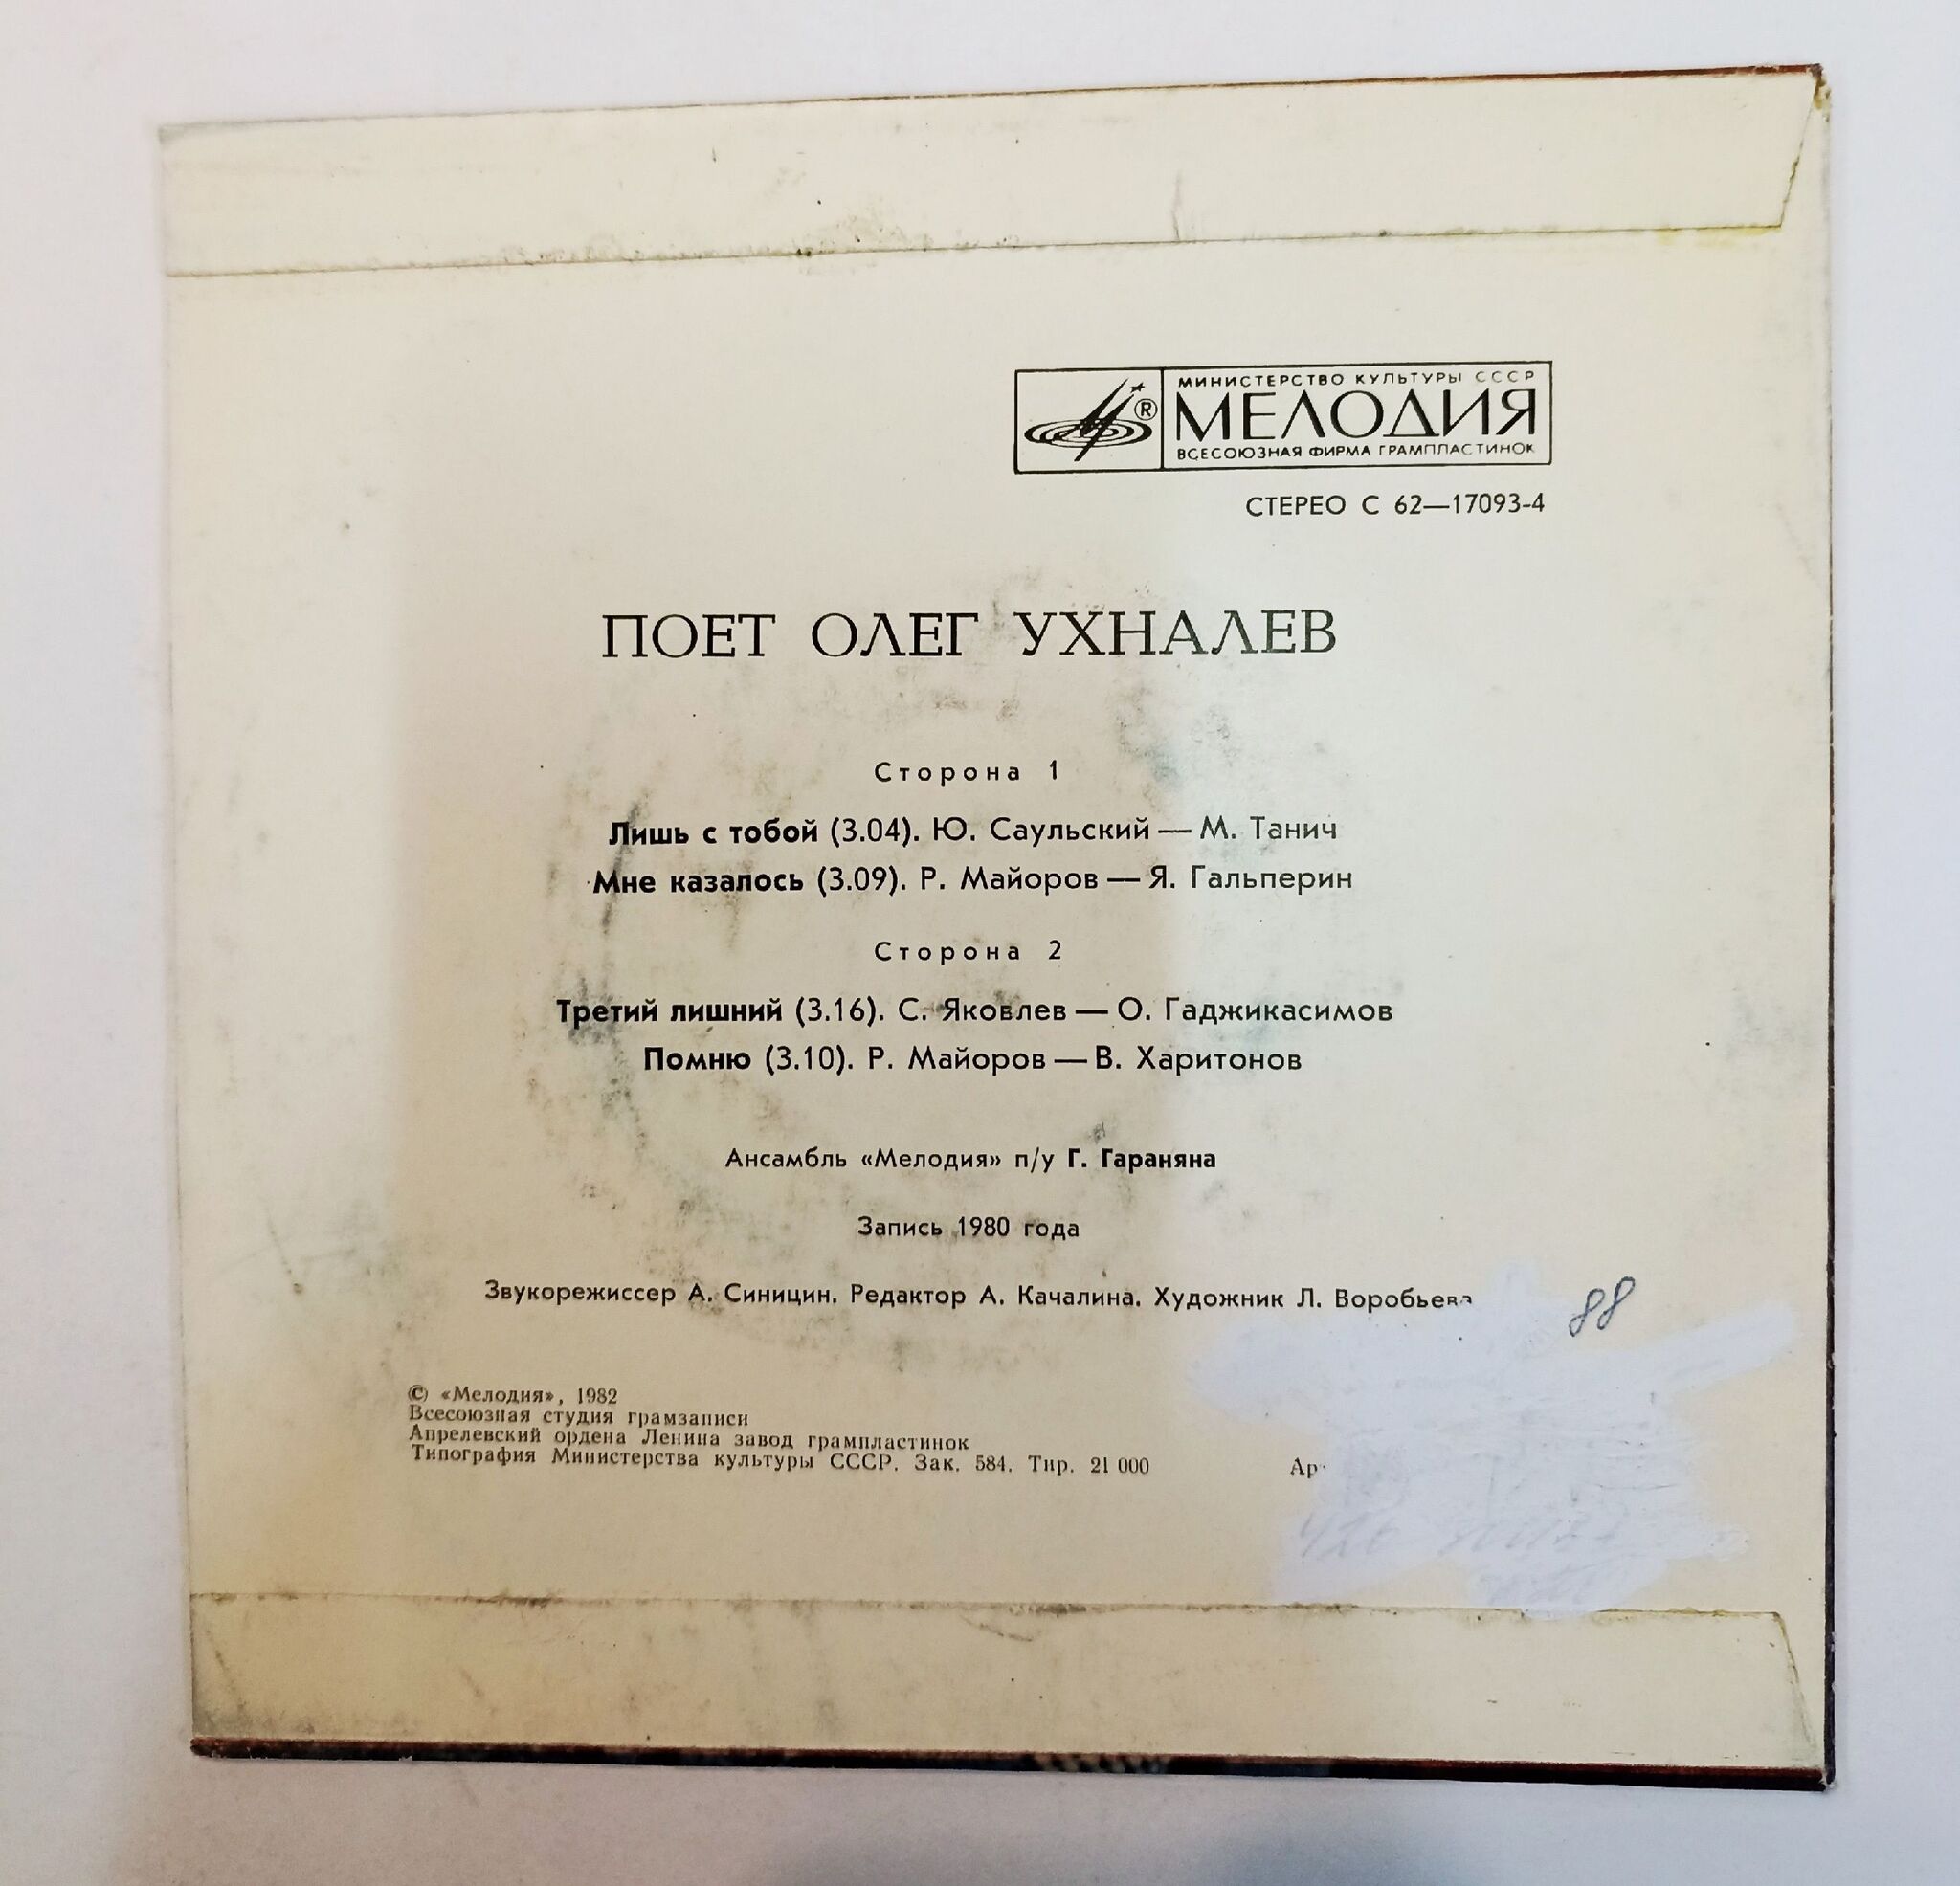 МИНИСТЕРСТВО КУЛЬТУРЫ СССР
МЕЛОДИЯ
ВСЕСОЮЗНАЯ ФИРМА ГРАМПЛАСТИНОК
®
СТЕРЕО С 62—17093-4
ПОЕТ ОЛЕГ УХНАЛЕВ
Сторона 1
Лишь с тобой (3.04). Ю. Саульский — М. Танич
Мне казалось (3.09). Р. Майоров — Я. Гальперин
Сторона 2
Третий лишний (3.16). С. Яковлев — О. Гаджикасимов
Помню (3.10). Р. Майоров — В. Харитонов
Ансамбль «Мелодия» п/у Г. Гараняна
Запись 1980 года
Звукорежиссер А. Синицин. Редактор А. Качалина. Художник Л. Воробьева
88
© «Мелодия», 1982
Всесоюзная студия грамзаписи
Апрелевский ордена Ленина завод грампластинок
Типография Министерства культуры СССР. Зак. 584. Тир. 21 000